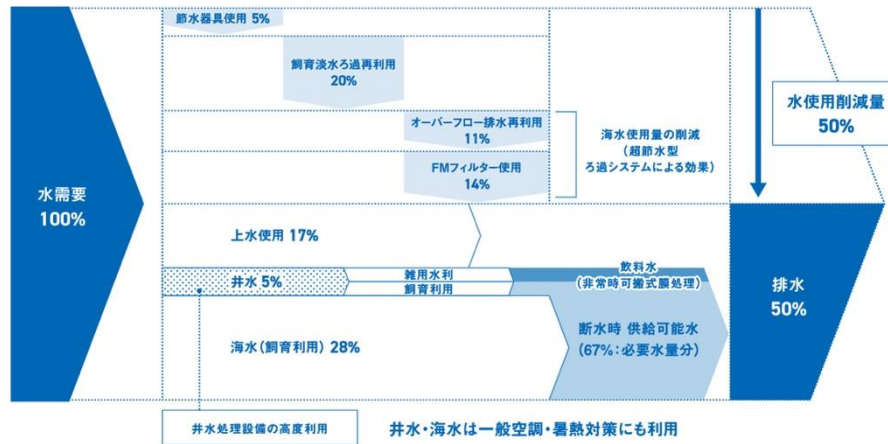 節水器具使用 5%
飼育淡水ろ過再利用
20%
オーバーフロー排水再利用
11%
FMフィルター使用
14%
海水使用量の削減
(超節水型
ろ過システムによる効果)
水使用削減量
50%
水需要
100%
上水使用 17%
井水 5%
雑用水利
飼育利用
飲料水
(非常時可搬式膜処理)
海水(飼育利用) 28%
断水時 供給可能水
(67%:必要水量分)
排水
50%
井水処理設備の高度利用
井水・海水は一般空調・暑熱対策にも利用